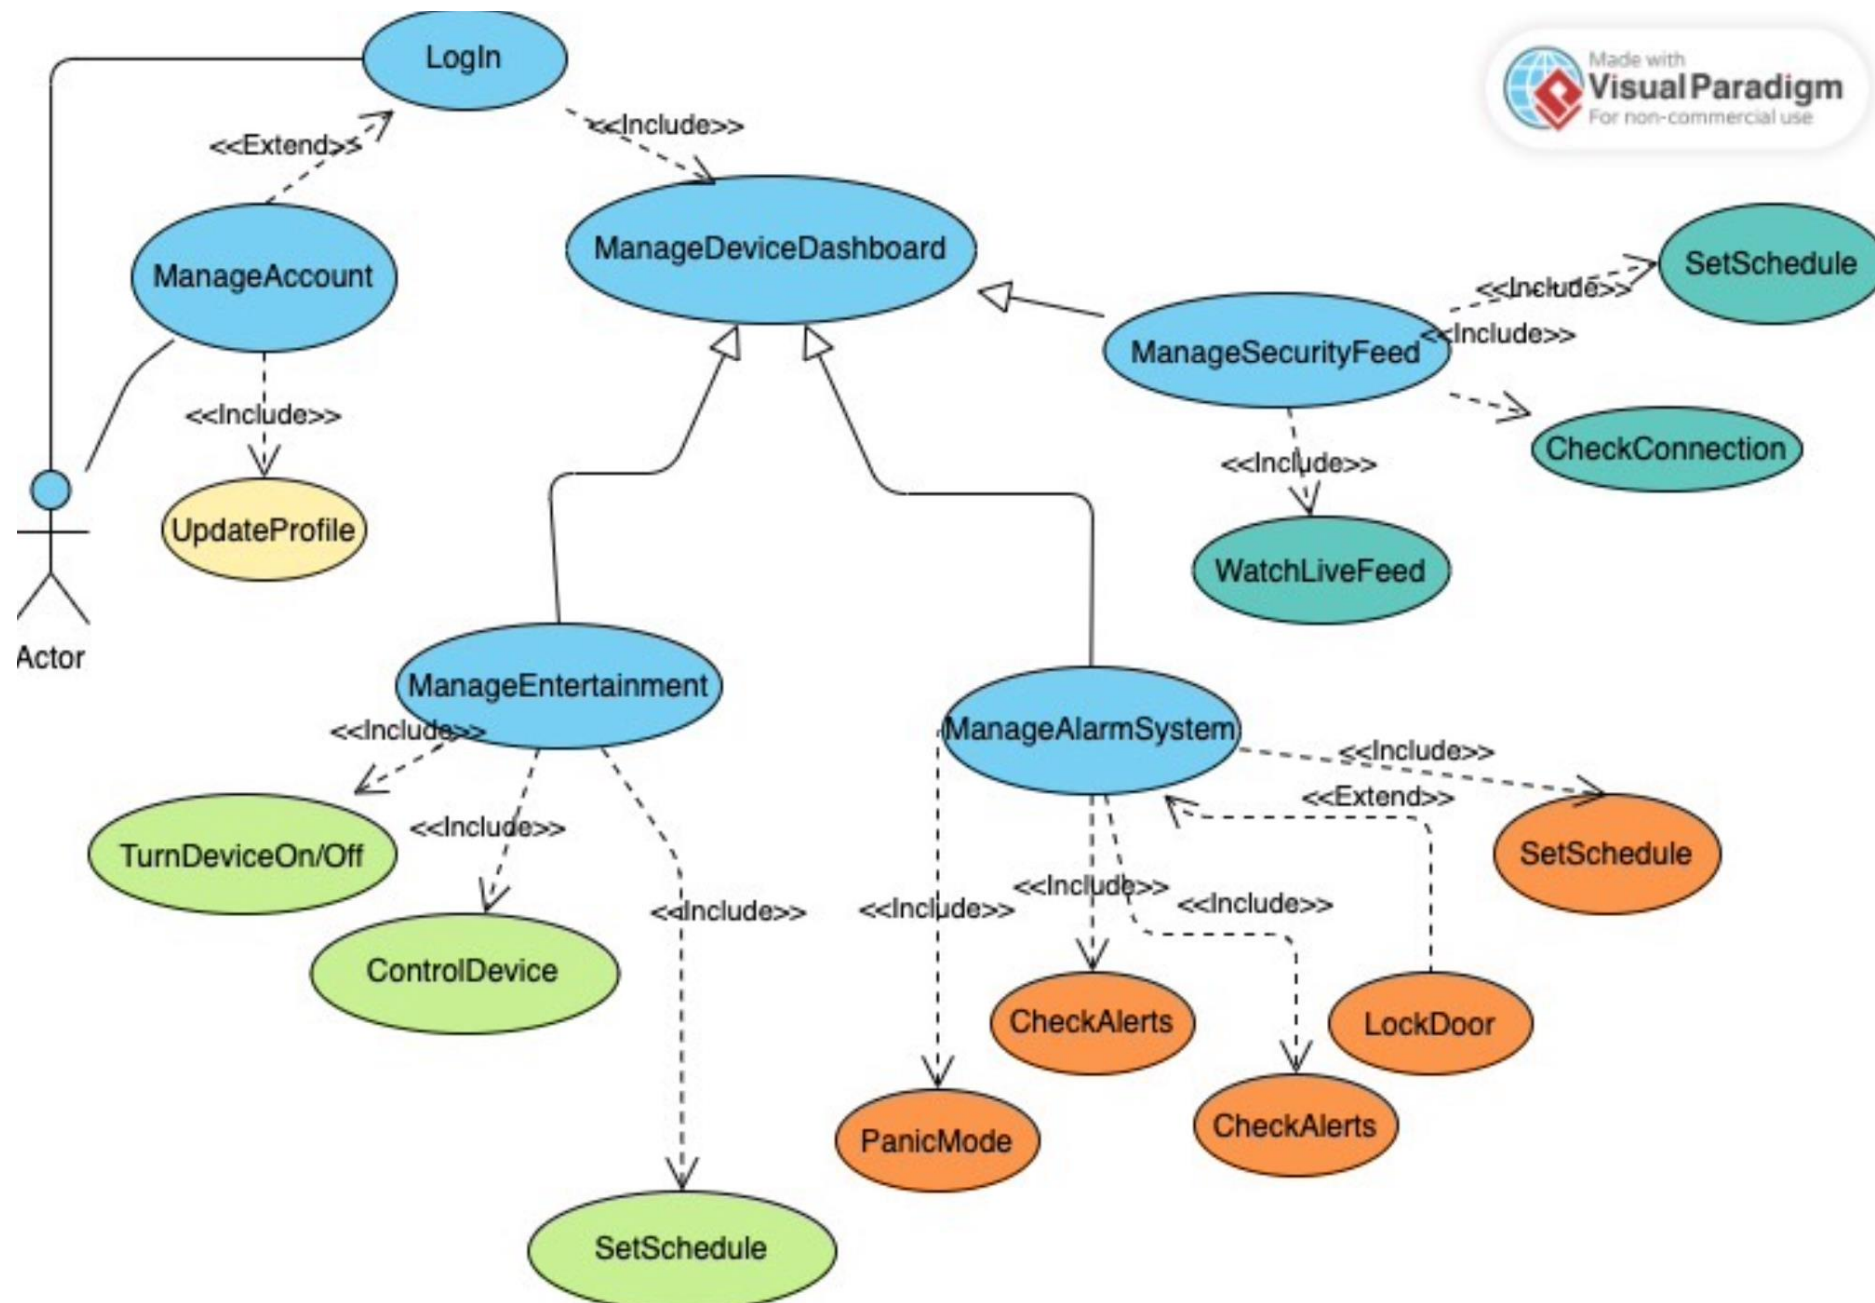 LogIn
Made with
Visual Paradigm
For non-commercial use
<<Include>>
<<Extend>>
ManageDeviceDashboard
ManageAccount
SetSchedule
<<Include>>
<<Include>>
ManageSecurityFeed
<<Include>>
CheckConnection
<<Include>>
UpdateProfile
WatchLiveFeed
Actor
ManageEntertainment
<<Include>>
ManageAlarmSystem
<<Include>>
<<Extend>>
TurnDeviceOn/Off
<<Include>>
SetSchedule
<<Include>>
<<Include>>
<<Include>>
<<Include>>
ControlDevice
CheckAlerts
LockDoor
PanicMode
CheckAlerts
SetSchedule